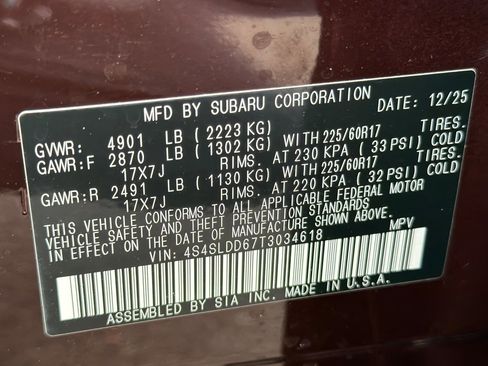 MFD BY SUBARU CORPORATION DATE: 12/25
GVWR: 4901 LB (2223 KG)
GAWR:F 2870 LB (1302 KG) WITH 225/60R17 TIRES.
17X7J RIMS. AT 230 KPA (33 PSI) COLD
GAWR:R 2491 LB (1130 KG) WITH 225/60R17 TIRES.
17X7J RIMS. AT 220 KPA (32 PSI) COLD
THIS VEHICLE CONFORMS TO ALL APPLICABLE FEDERAL MOTOR
VEHICLE SAFETY AND THEFT PREVENTION STANDARDS
IN EFFECT ON THE DATE OF MANUFACTURE SHOWN ABOVE.
VIN: 4S4SLDD67T3034618 MPV
ASSEMBLED BY SIA INC. MADE IN U.S.A.